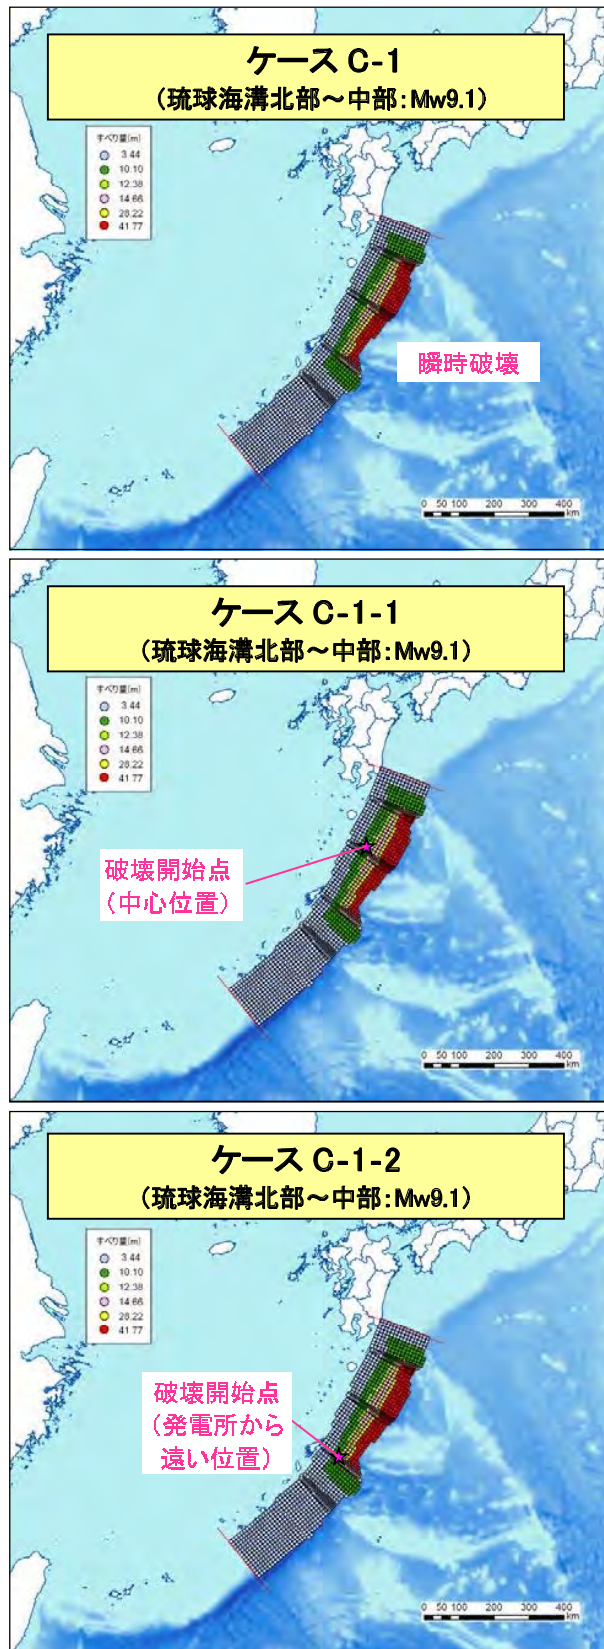 ケース C-1
(琉球海溝北部～中部:Mw9.1)
すべり量(m)
3.44
10.10
12.38
14.66
28.22
41.77
瞬時破壊
0 50 100 200 300 400
km
ケース C-1-1
(琉球海溝北部～中部:Mw9.1)
すべり量(m)
3.44
10.10
12.38
14.66
28.22
41.77
破壊開始点
(中心位置)
0 50 100 200 300 400
km
ケース C-1-2
(琉球海溝北部～中部:Mw9.1)
すべり量(m)
3.44
10.10
12.38
14.66
28.22
41.77
破壊開始点
(発電所から
遠い位置)
0 50 100 200 300 400
km